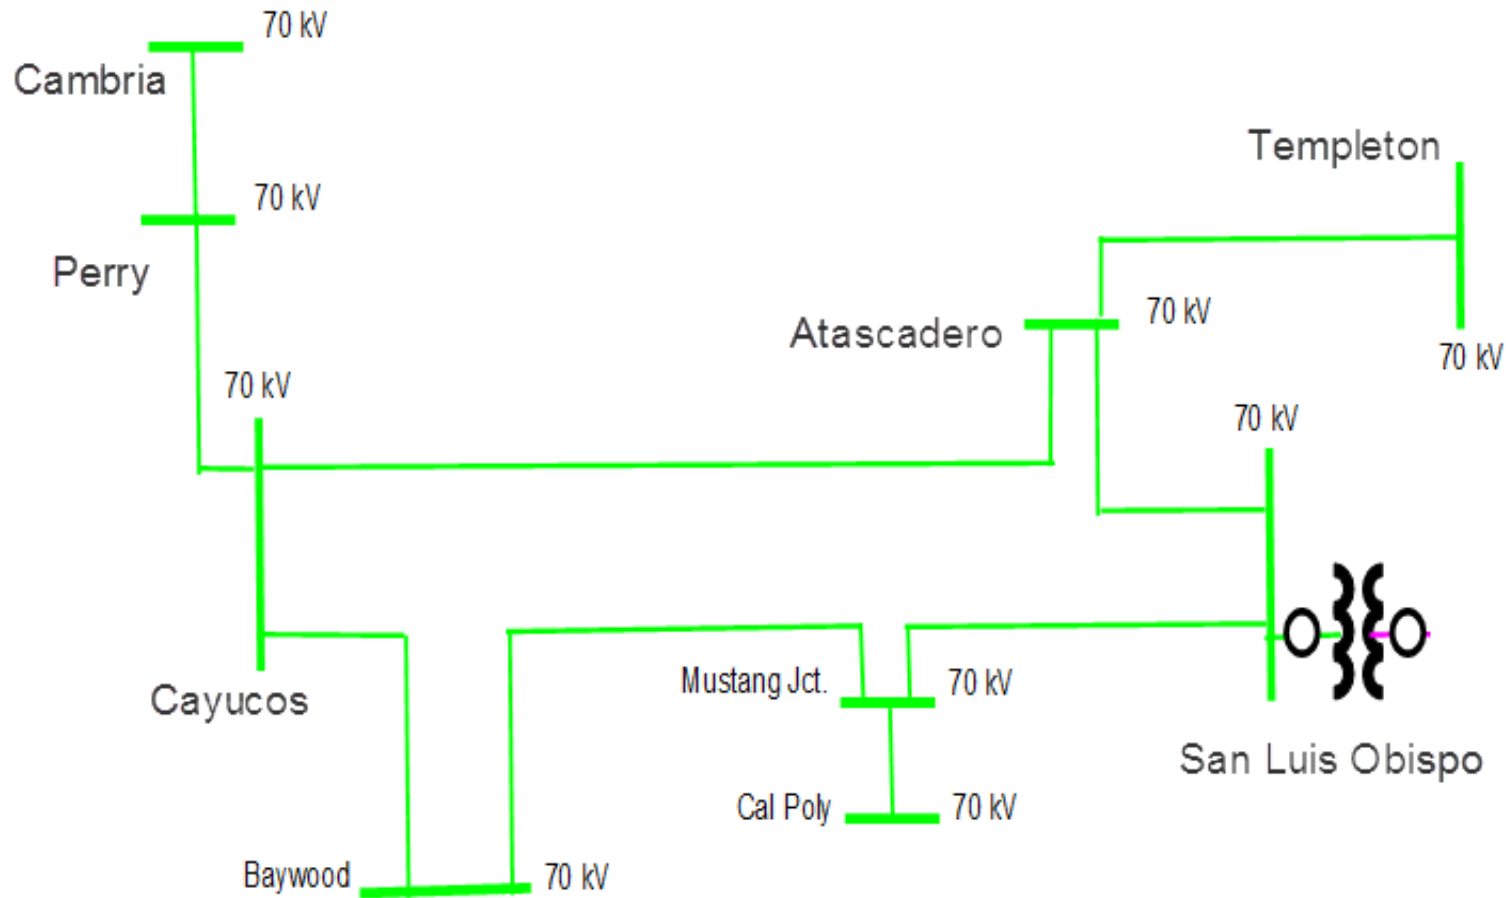 70 kV
Cambria
Templeton
70 kV
Perry
70 kV
Atascadero
70 kV
70 kV
70 kV
Mustang Jct.
70 kV
Cayucos
San Luis Obispo
Cal Poly
70 kV
Baywood
70 kV